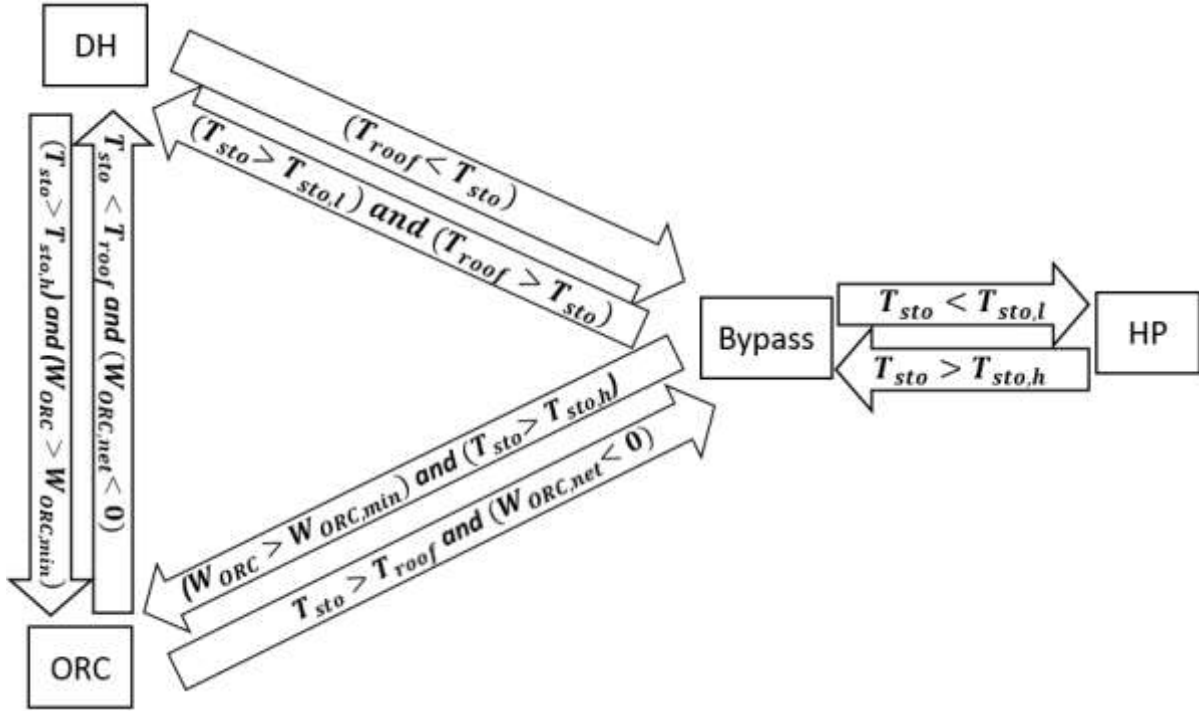 DH
(T_roof < T_sto)
(T_sto > T_sto,l) and (T_roof > T_sto)
(T_sto > T_sto,h) and (W_ORC > W_ORC,min)
T_sto < T_roof and (W_ORC,net < 0)
Bypass
T_sto < T_sto,l
T_sto > T_sto,h
HP
(W_ORC > W_ORC,min) and (T_sto > T_sto,h)
T_sto > T_roof and (W_ORC,net < 0)
ORC